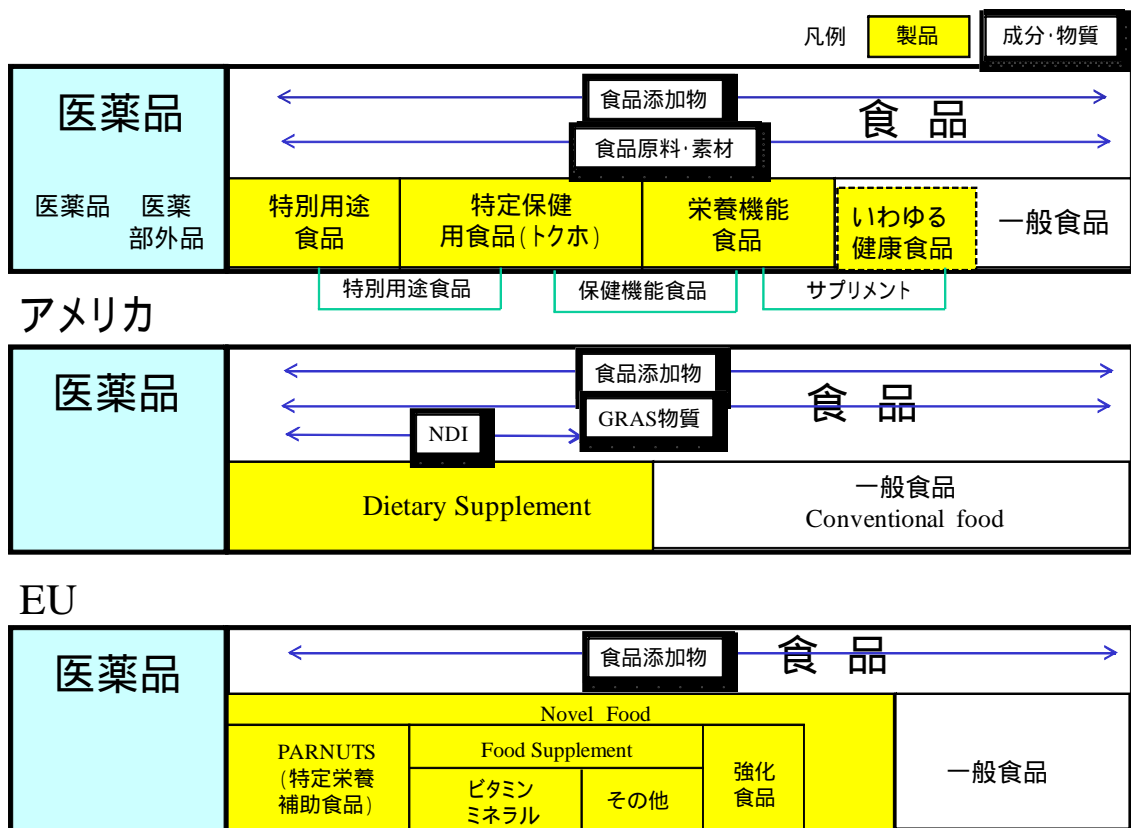 凡例
製品
成分･物質
医薬品
食品添加物
食 品
食品原料･素材
医薬品 医薬
部外品
特別用途
食品
特定保健
用食品(トクホ)
栄養機能
食品
いわゆる
健康食品
一般食品
特別用途食品
保健機能食品
サプリメント
アメリカ
医薬品
食品添加物
食 品
GRAS物質
NDI
Dietary Supplement
一般食品
Conventional food
EU
医薬品
食品添加物
食 品
Novel Food
PARNUTS
(特定栄養
補助食品)
Food Supplement
ビタミン
ミネラル
その他
強化
食品
一般食品